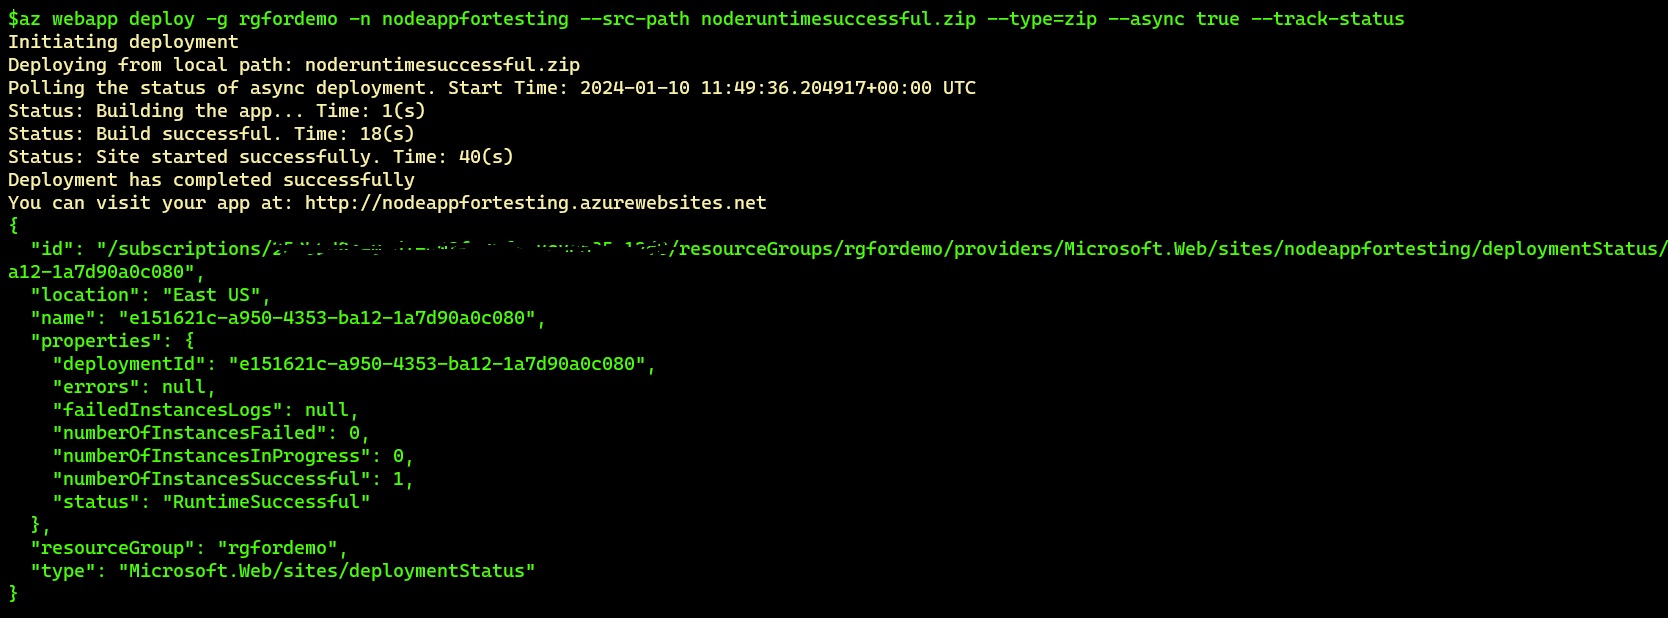 $az webapp deploy -g rgfordemo -n nodeappfortesting --src-path noderuntimesuccessful.zip --type=zip --async true --track-status
Initiating deployment
Deploying from local path: noderuntimesuccessful.zip
Polling the status of async deployment. Start Time: 2024-01-10 11:49:36.204917+00:00 UTC
Status: Building the app... Time: 1(s)
Status: Build successful. Time: 18(s)
Status: Site started successfully. Time: 40(s)
Deployment has completed successfully
You can visit your app at: http://nodeappfortesting.azurewebsites.net
{
  "id": "/subscriptions/ /resourceGroups/rgfordemo/providers/Microsoft.Web/sites/nodeappfortesting/deploymentStatus/
a12-1a7d90a0c080",
  "location": "East US",
  "name": "e151621c-a950-4353-ba12-1a7d90a0c080",
  "properties": {
    "deploymentId": "e151621c-a950-4353-ba12-1a7d90a0c080",
    "errors": null,
    "failedInstancesLogs": null,
    "numberOfInstancesFailed": 0,
    "numberOfInstancesInProgress": 0,
    "numberOfInstancesSuccessful": 1,
    "status": "RuntimeSuccessful"
  },
  "resourceGroup": "rgfordemo",
  "type": "Microsoft.Web/sites/deploymentStatus"
}